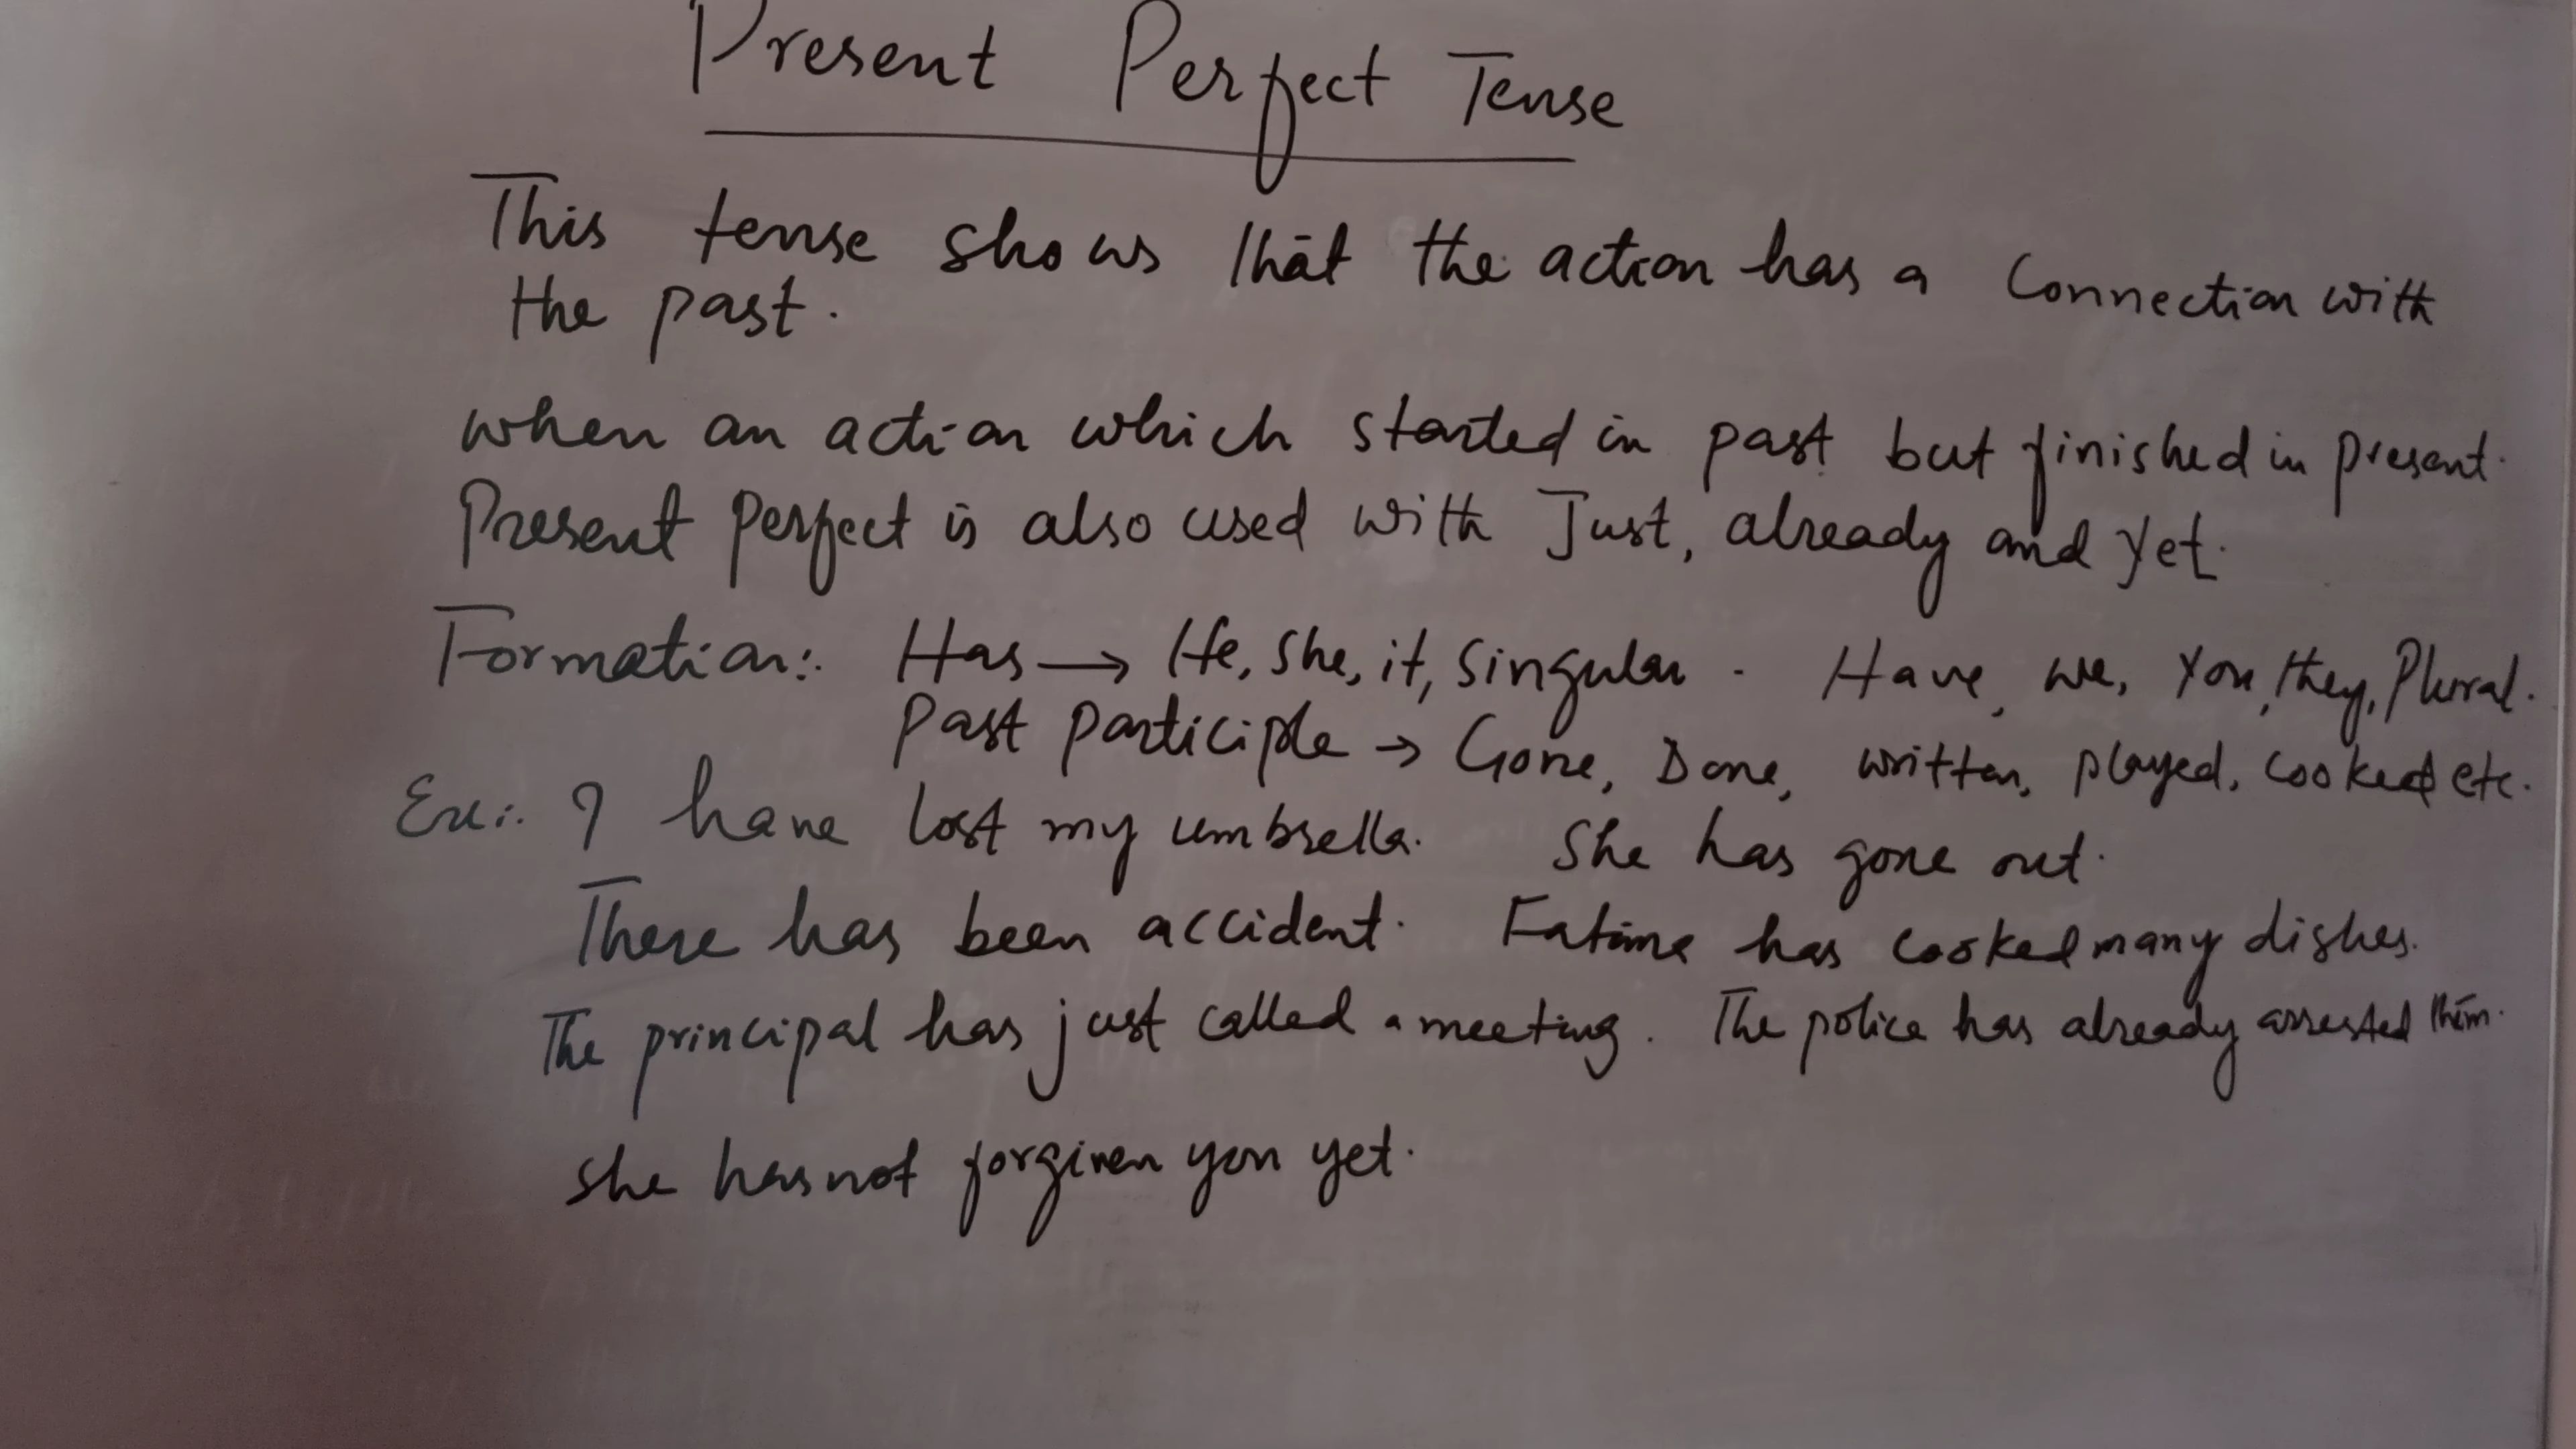 Present Perfect Tense
This tense shows that the action has a Connection with
the past.
when an action which started in past but finished in present.
Present perfect is also used with Just, already and yet.
Formation:. Has → He, She, it, Singular. Have, we, you, they, Plural.
Past participle → Gone, Done, written, played, cooked etc.
Ex:. I have lost my umbrella. She has gone out.
There has been accident. Fatima has cooked many dishes.
The principal has just called a meeting. The police has already arrested them.
She has not forgiven you yet.